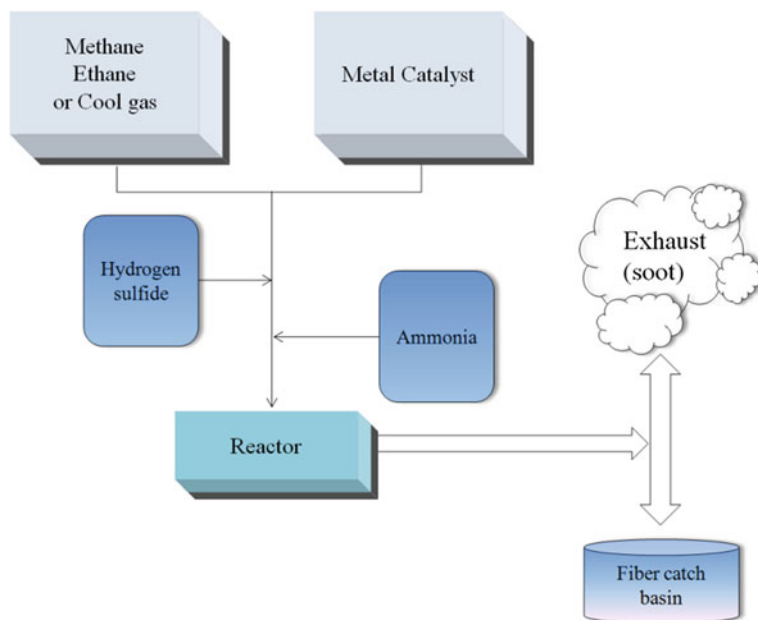 Methane
Ethane
or Cool gas
Metal Catalyst
Hydrogen
sulfide
Ammonia
Exhaust
(soot)
Reactor
Fiber catch
basin